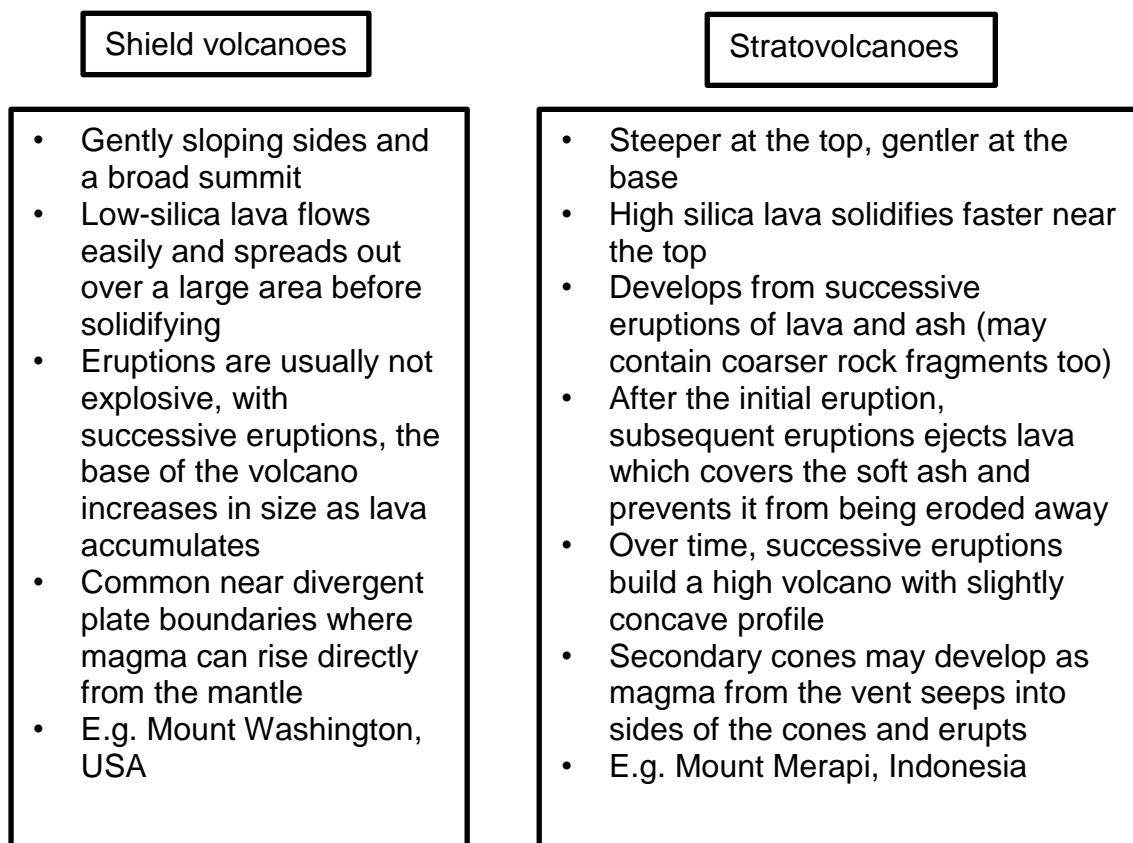 Shield volcanoes
• Gently sloping sides and
a broad summit
• Low-silica lava flows
easily and spreads out
over a large area before
solidifying
• Eruptions are usually not
explosive, with
successive eruptions, the
base of the volcano
increases in size as lava
accumulates
• Common near divergent
plate boundaries where
magma can rise directly
from the mantle
• E.g. Mount Washington,
USA
Stratovolcanoes
• Steeper at the top, gentler at the
base
• High silica lava solidifies faster near
the top
• Develops from successive
eruptions of lava and ash (may
contain coarser rock fragments too)
• After the initial eruption,
subsequent eruptions ejects lava
which covers the soft ash and
prevents it from being eroded away
• Over time, successive eruptions
build a high volcano with slightly
concave profile
• Secondary cones may develop as
magma from the vent seeps into
sides of the cones and erupts
• E.g. Mount Merapi, Indonesia